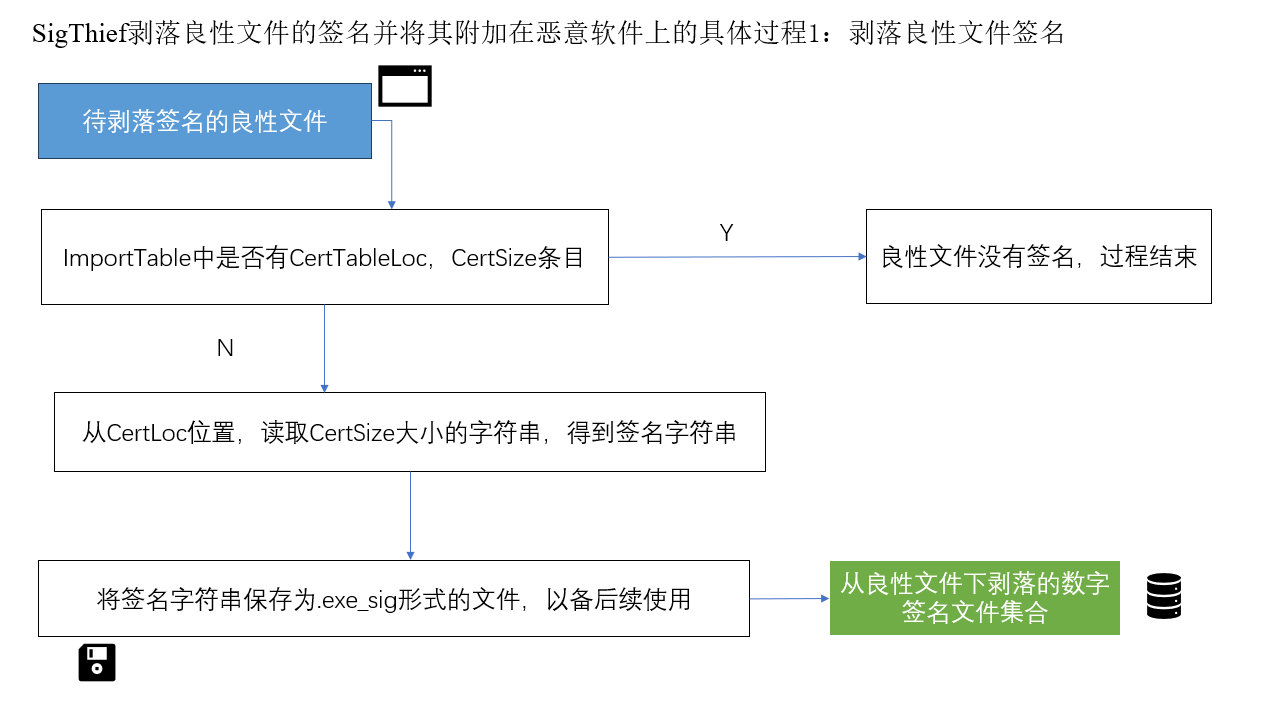 SigThief剥落良性文件的签名并将其附加在恶意软件上的具体过程1：剥落良性文件签名
待剥落签名的良性文件
ImportTable中是否有CertTableLoc，CertSize条目
Y
良性文件没有签名，过程结束
N
从CertLoc位置，读取CertSize大小的字符串，得到签名字符串
将签名字符串保存为.exe_sig形式的文件，以备后续使用
从良性文件下剥落的数字
签名文件集合